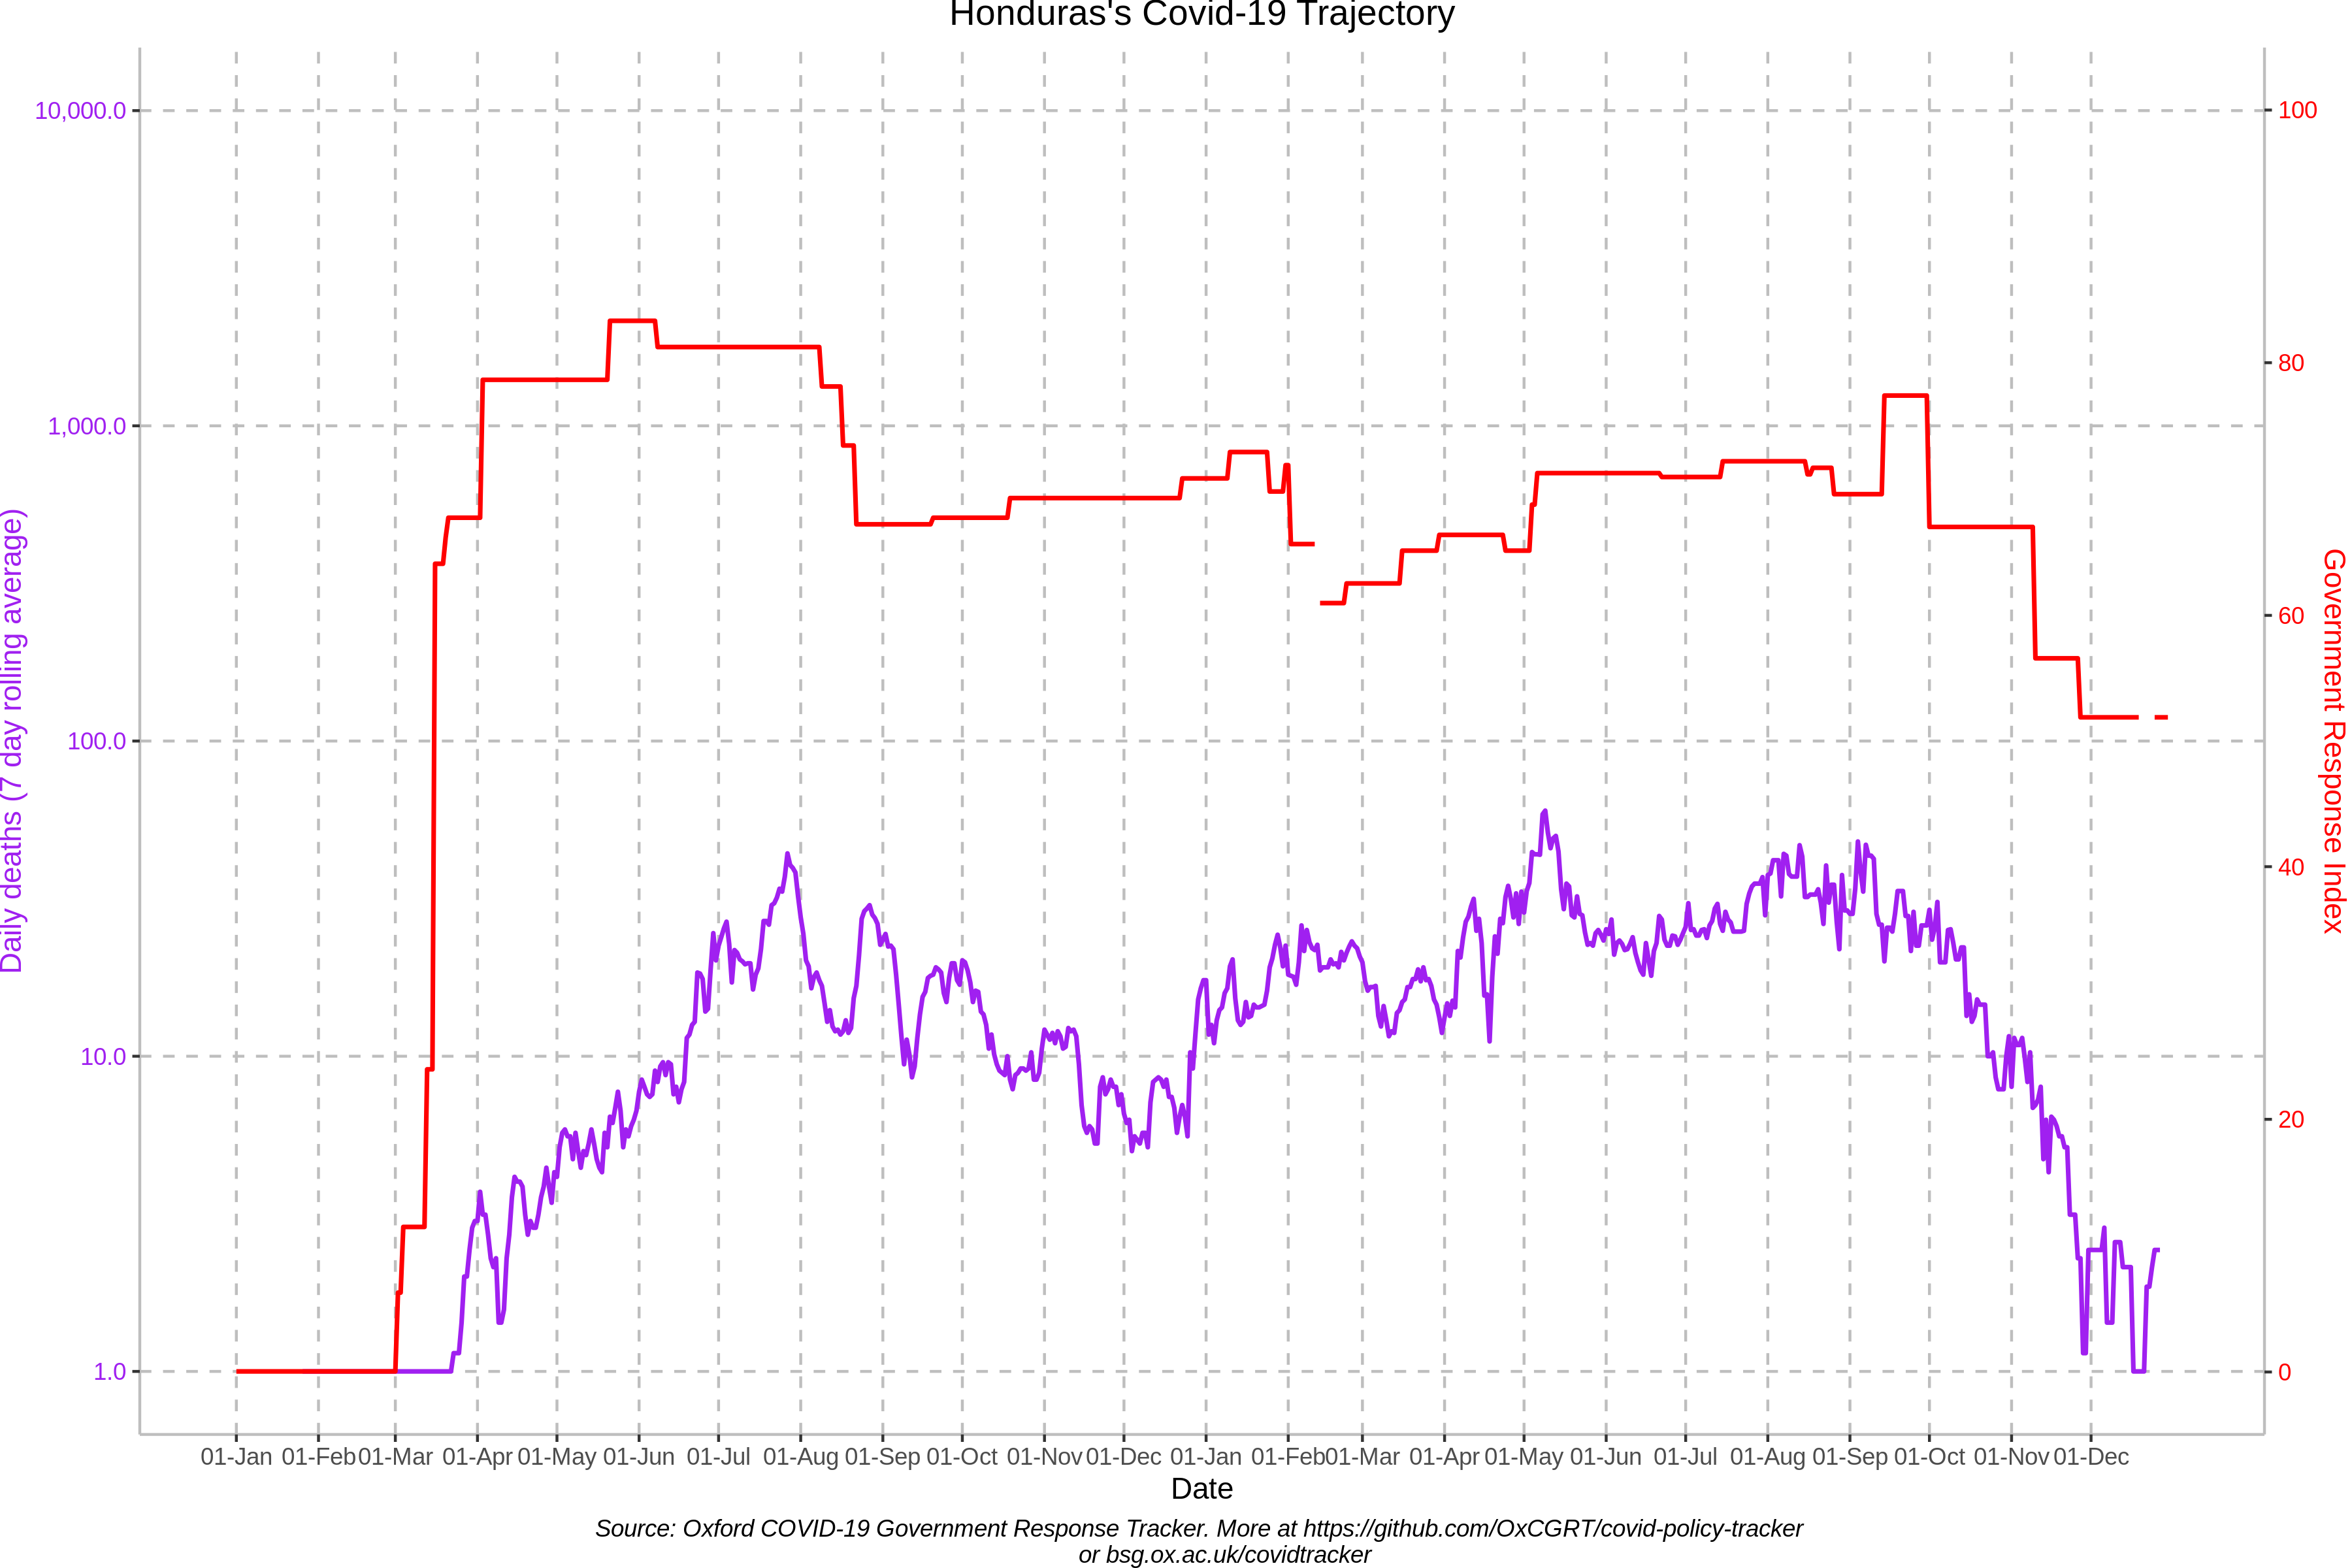 Honduras's Covid-19 Trajectory
10,000.0
1,000.0
100.0
10.0
1.0
Daily deaths (7 day rolling average)
100
80
60
40
20
0
Government Response Index
01-Jan 01-Feb 01-Mar 01-Apr 01-May 01-Jun 01-Jul 01-Aug 01-Sep 01-Oct 01-Nov 01-Dec 01-Jan 01-Feb 01-Mar 01-Apr 01-May 01-Jun 01-Jul 01-Aug 01-Sep 01-Oct 01-Nov 01-Dec
Date
Source: Oxford COVID-19 Government Response Tracker. More at https://github.com/OxCGRT/covid-policy-tracker
or bsg.ox.ac.uk/covidtracker